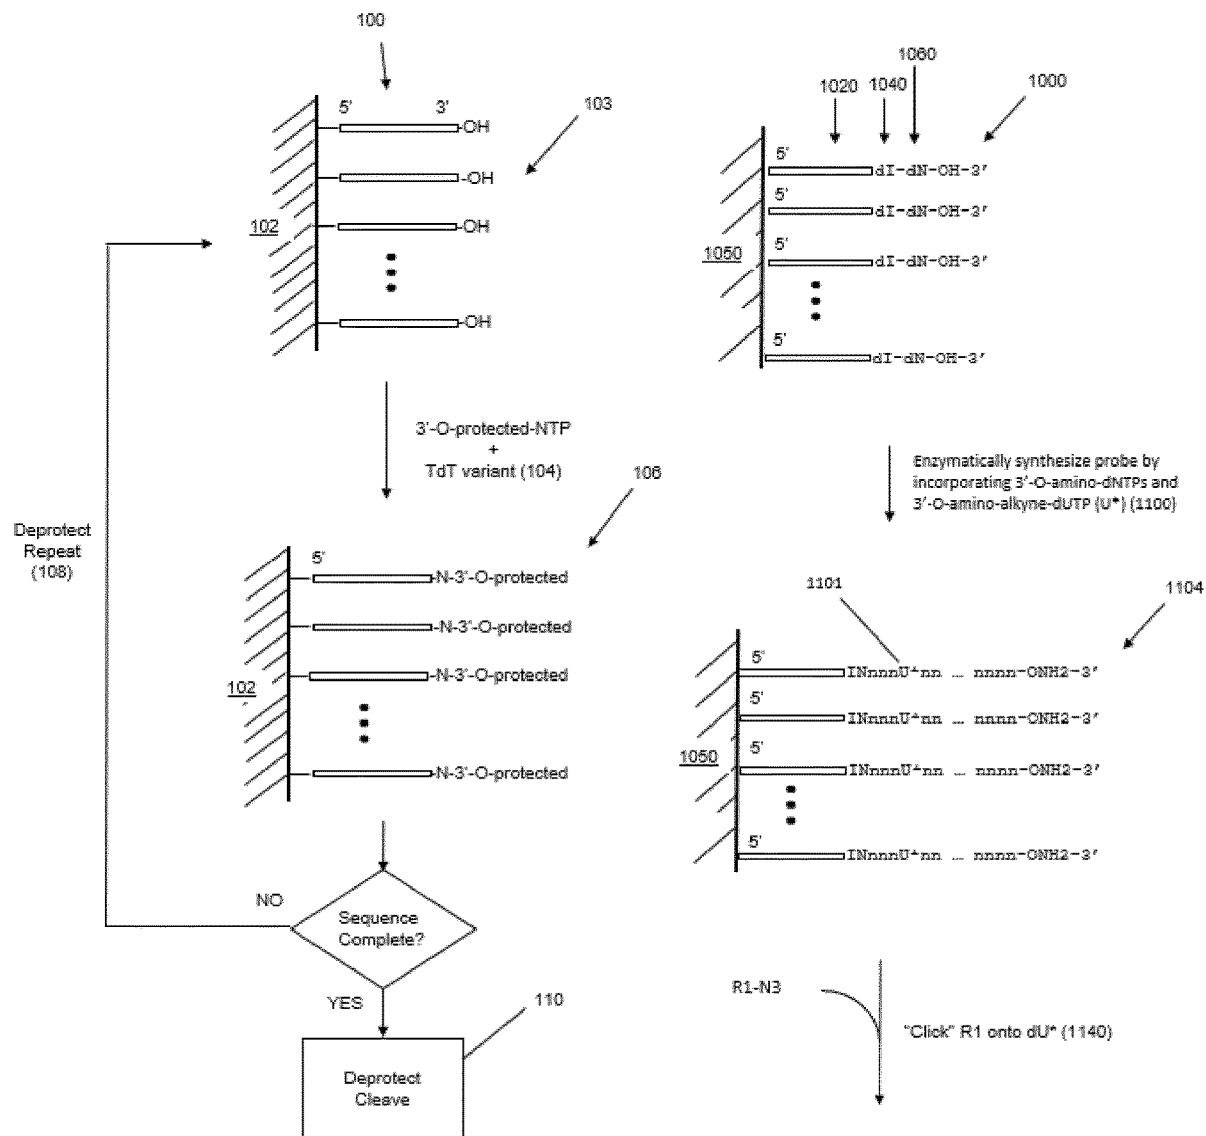 100
5'
3'
-OH
103
-OH
102
-OH
-OH
3'-O-protected-NTP
+
TdT variant (104)
106
Deprotect
Repeat
(108)
5'
-N-3'-O-protected
-N-3'-O-protected
102
-N-3'-O-protected
-N-3'-O-protected
NO
Sequence
Complete?
YES
110
Deprotect
Cleave
1060
1020
1040
1000
5'
dI-dN-OH-3'
5'
dI-dN-OH-3'
1050
5'
dI-dN-OH-3'
5'
dI-dN-OH-3'
Enzymatically synthesize probe by
incorporating 3'-O-amino-dNTPs and
3'-O-amino-alkyne-dUTP (U*) (1100)
1101
1104
5'
INnnnU*nn ... nnnn-ONH2-3'
5'
INnnnU*nn ... nnnn-ONH2-3'
1050
5'
INnnnU*nn ... nnnn-ONH2-3'
5'
INnnnU*nn ... nnnn-ONH2-3'
R1-N3
"Click" R1 onto dU* (1140)